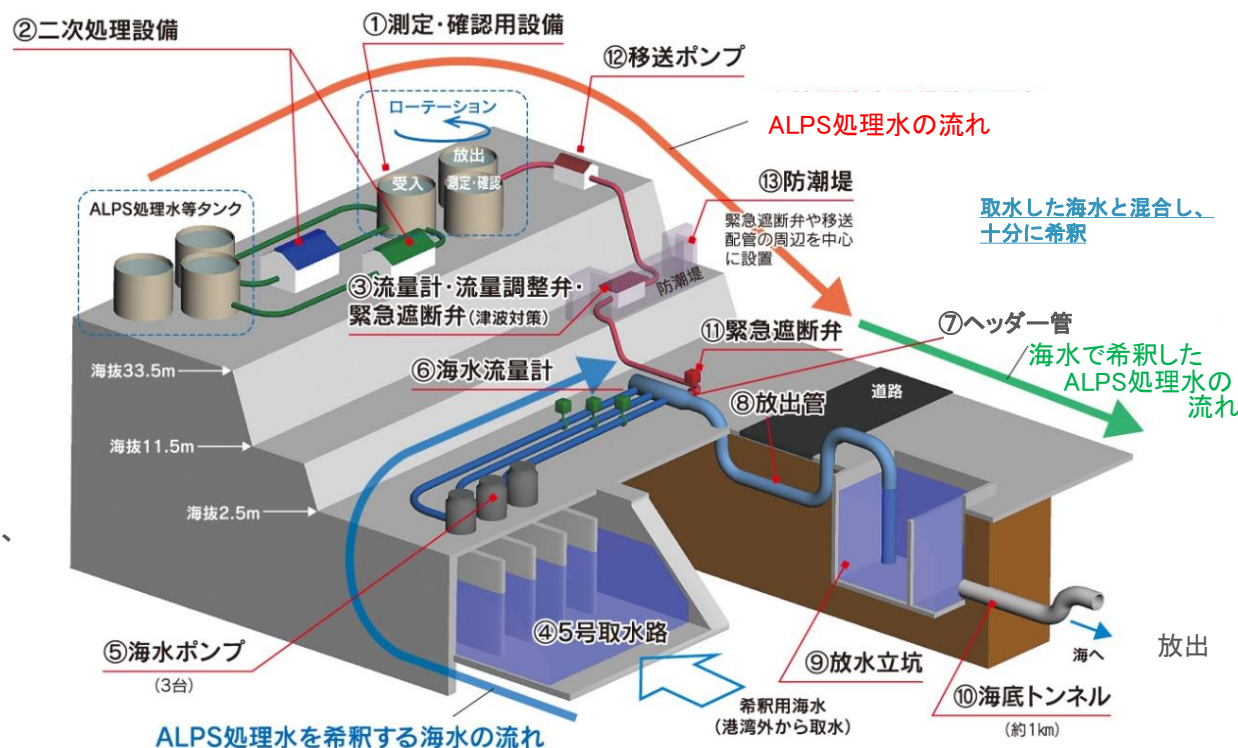 ②二次処理設備
①測定・確認用設備
⑫移送ポンプ
ローテーション
放出
受入
測定・確認
ALPS処理水の流れ
⑬防潮堤
緊急遮断弁や移送
配管の周辺を中心
に設置
取水した海水と混合し、
十分に希釈
ALPS処理水等タンク
③流量計・流量調整弁・
緊急遮断弁(津波対策)
防潮堤
⑪緊急遮断弁
⑦ヘッダー管
海水で希釈した
ALPS処理水の
流れ
⑥海水流量計
海抜33.5m
道路
⑧放出管
海抜11.5m
海抜2.5m
、
④5号取水路
⑤海水ポンプ
(3台)
⑨放水立坑
海へ
放出
⑩海底トンネル
(約1km)
希釈用海水
(港湾外から取水)
ALPS処理水を希釈する海水の流れ